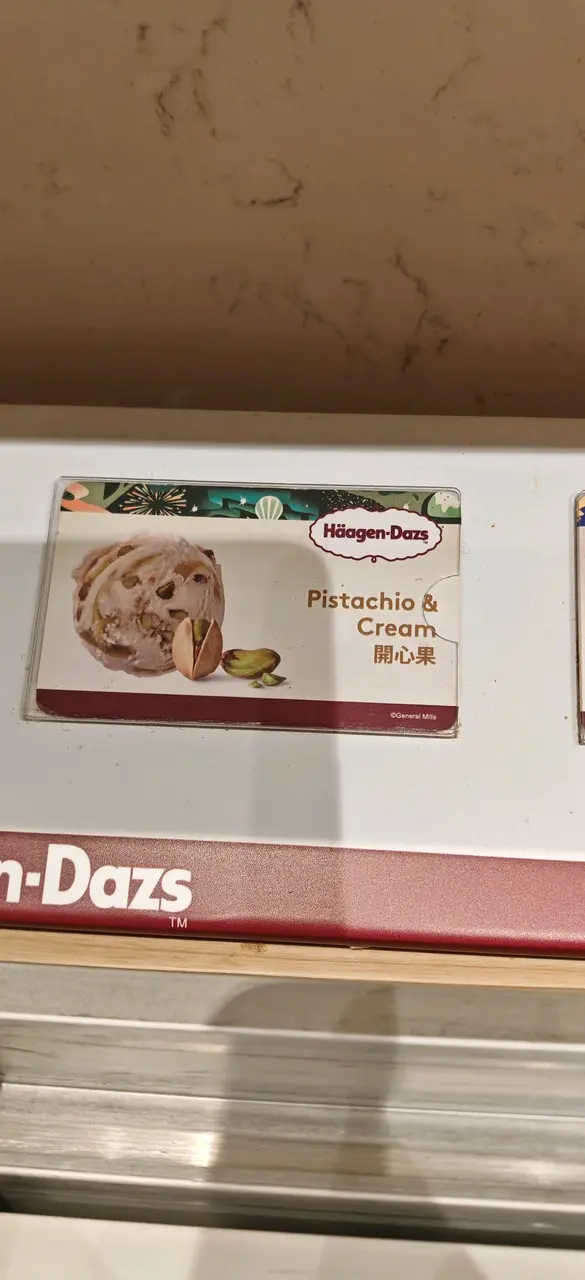 Häagen-Dazs
Pistachio &
Cream
開心果
©General Mills
n-Dazs
TM